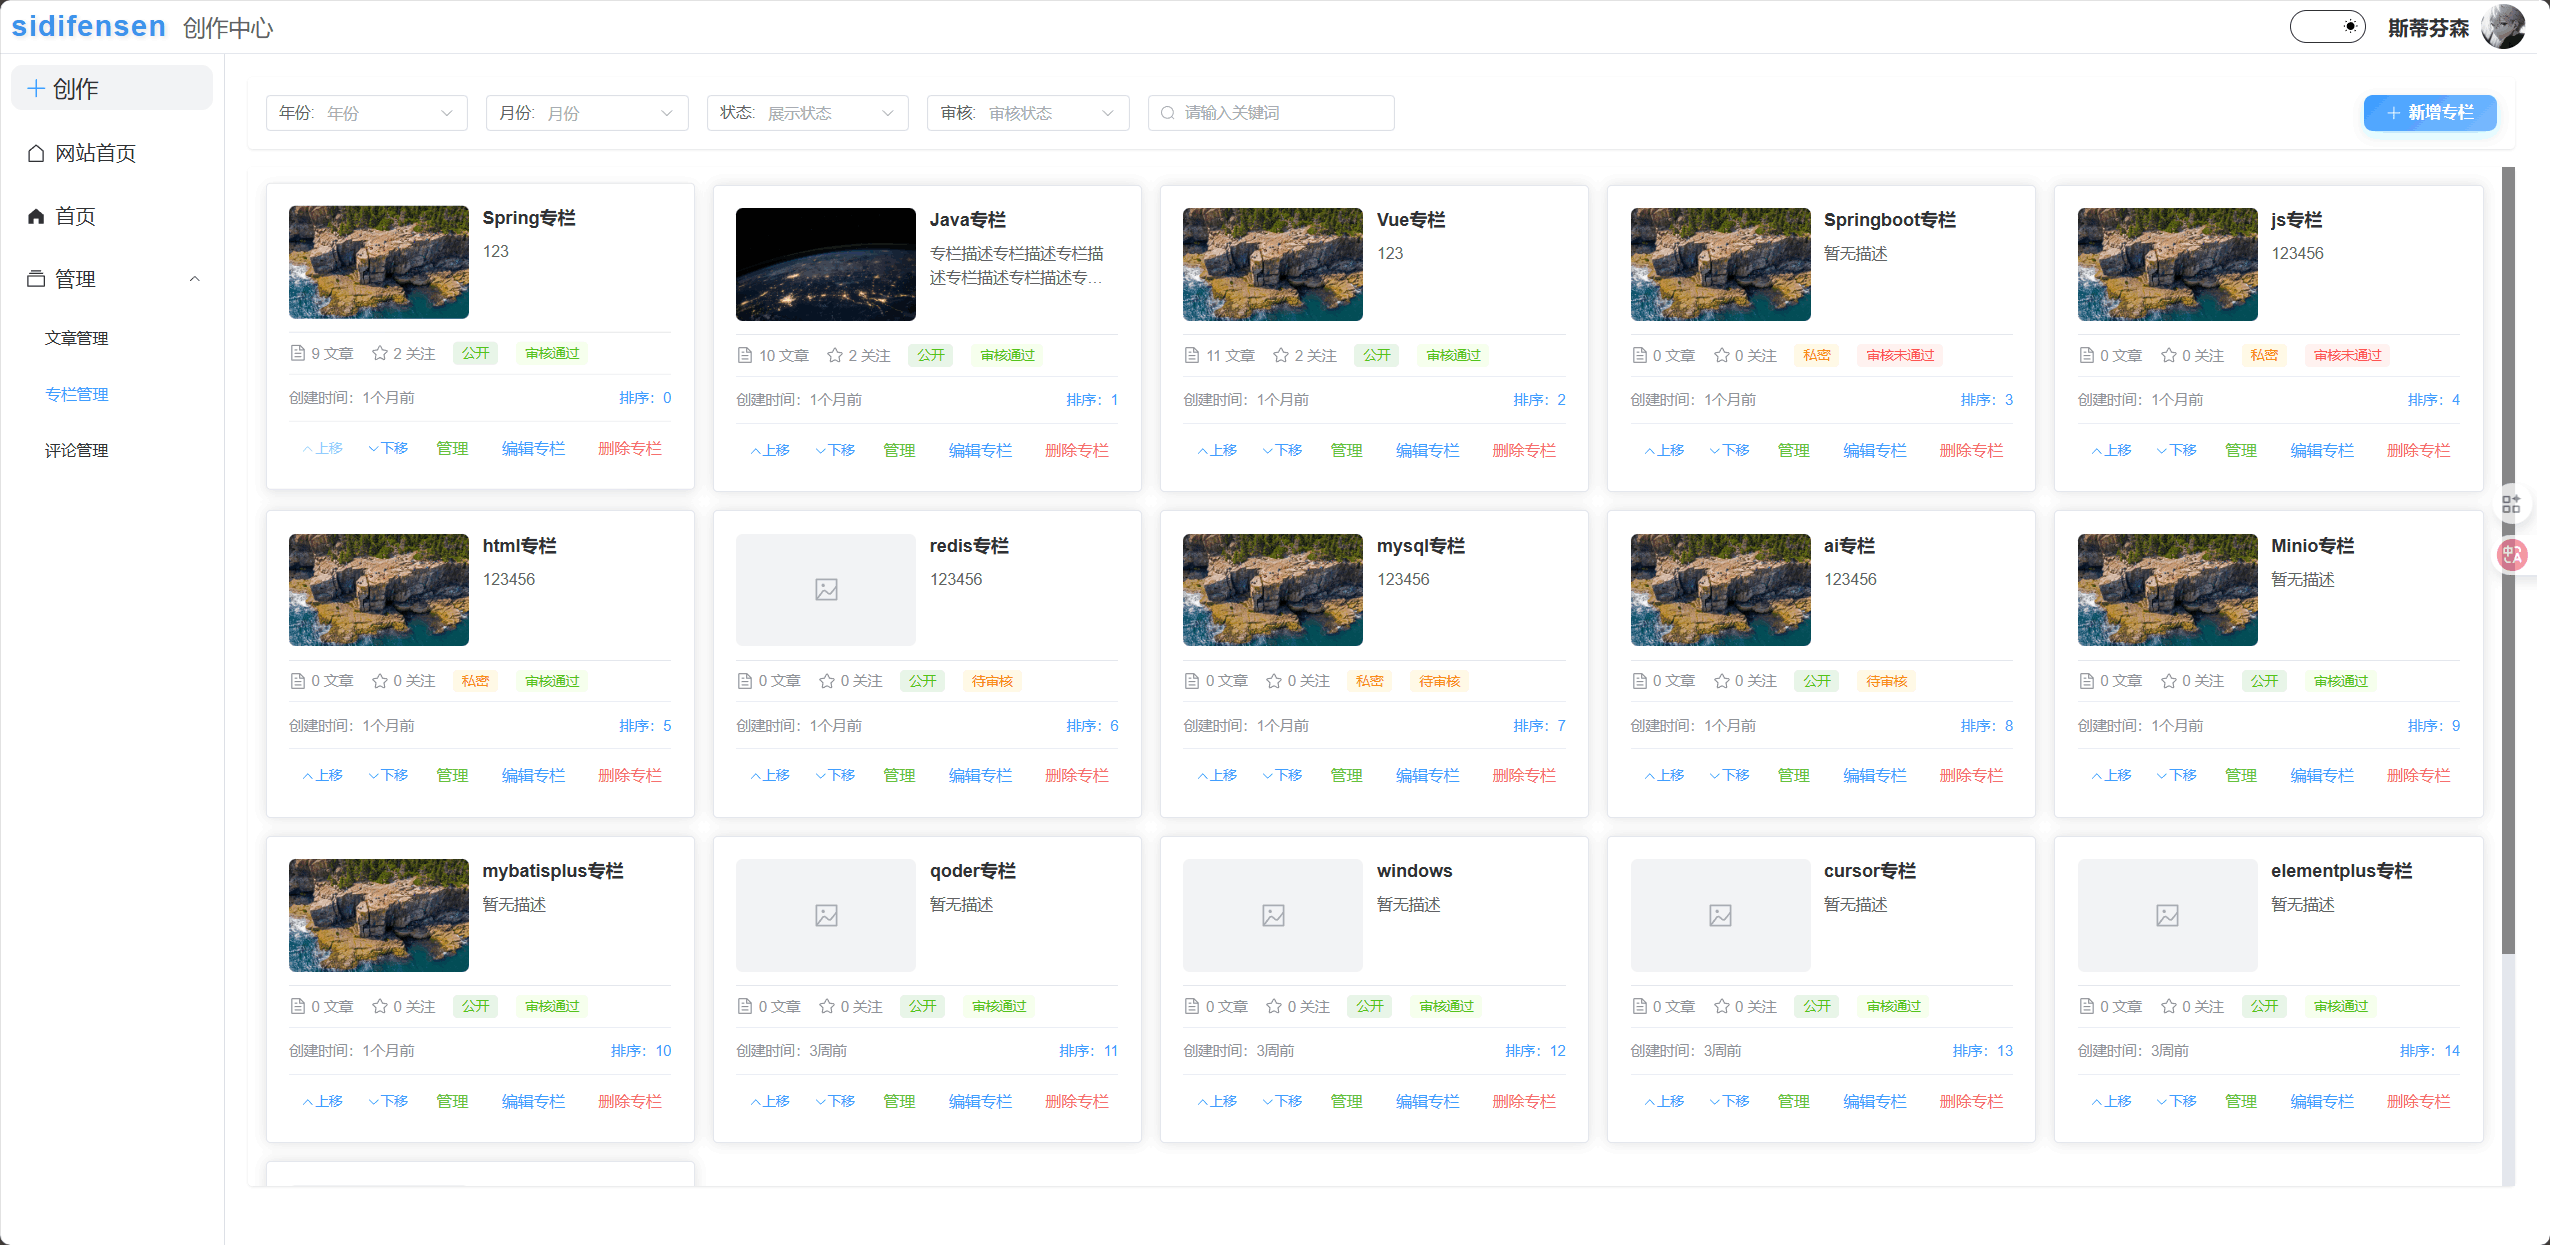 sidifensen 创作中心 斯蒂芬森
创作
网站首页
首页
管理
文章管理
专栏管理
评论管理
年份: 年份 月份: 月份 状态: 展示状态 审核: 审核状态 请输入关键词 新增专栏
Spring专栏
123
9 文章 2 关注 公开 审核通过
创建时间：1个月前 排序：0
上移 下移 管理 编辑专栏 删除专栏
Java专栏
专栏描述专栏描述专栏描
述专栏描述专栏描述专...
10 文章 2 关注 公开 审核通过
创建时间：1个月前 排序：1
上移 下移 管理 编辑专栏 删除专栏
Vue专栏
123
11 文章 2 关注 公开 审核通过
创建时间：1个月前 排序：2
上移 下移 管理 编辑专栏 删除专栏
Springboot专栏
暂无描述
0 文章 0 关注 私密 审核未通过
创建时间：1个月前 排序：3
上移 下移 管理 编辑专栏 删除专栏
js专栏
123456
0 文章 0 关注 私密 审核未通过
创建时间：1个月前 排序：4
上移 下移 管理 编辑专栏 删除专栏
html专栏
123456
0 文章 0 关注 私密 审核通过
创建时间：1个月前 排序：5
上移 下移 管理 编辑专栏 删除专栏
redis专栏
123456
0 文章 0 关注 公开 待审核
创建时间：1个月前 排序：6
上移 下移 管理 编辑专栏 删除专栏
mysql专栏
123456
0 文章 0 关注 私密 待审核
创建时间：1个月前 排序：7
上移 下移 管理 编辑专栏 删除专栏
ai专栏
123456
0 文章 0 关注 公开 待审核
创建时间：1个月前 排序：8
上移 下移 管理 编辑专栏 删除专栏
Minio专栏
暂无描述
0 文章 0 关注 公开 审核通过
创建时间：1个月前 排序：9
上移 下移 管理 编辑专栏 删除专栏
mybatisplus专栏
暂无描述
0 文章 0 关注 公开 审核通过
创建时间：1个月前 排序：10
上移 下移 管理 编辑专栏 删除专栏
qoder专栏
暂无描述
0 文章 0 关注 公开 审核通过
创建时间：3周前 排序：11
上移 下移 管理 编辑专栏 删除专栏
windows
暂无描述
0 文章 0 关注 公开 审核通过
创建时间：3周前 排序：12
上移 下移 管理 编辑专栏 删除专栏
cursor专栏
暂无描述
0 文章 0 关注 公开 审核通过
创建时间：3周前 排序：13
上移 下移 管理 编辑专栏 删除专栏
elementplus专栏
暂无描述
0 文章 0 关注 公开 审核通过
创建时间：3周前 排序：14
上移 下移 管理 编辑专栏 删除专栏